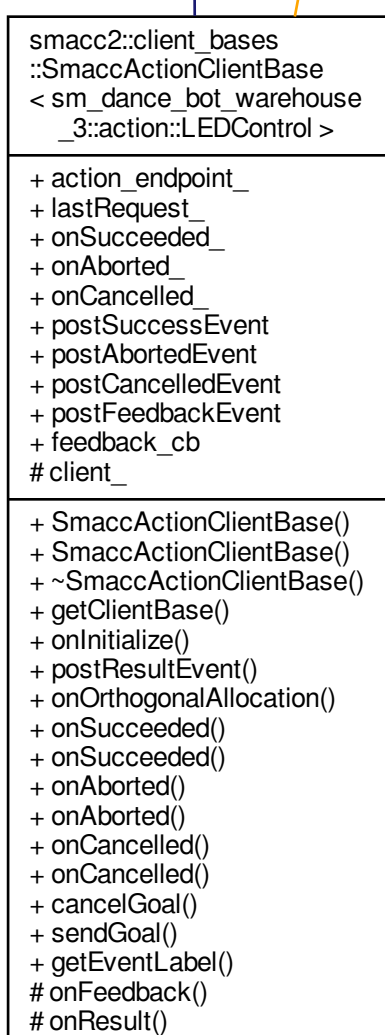 smacc2::client_bases
::SmaccActionClientBase
< sm_dance_bot_warehouse
_3::action::LEDControl >
+ action_endpoint_
+ lastRequest_
+ onSucceeded_
+ onAborted_
+ onCancelled_
+ postSuccessEvent
+ postAbortedEvent
+ postCancelledEvent
+ postFeedbackEvent
+ feedback_cb
# client_
+ SmaccActionClientBase()
+ SmaccActionClientBase()
+ ~SmaccActionClientBase()
+ getClientBase()
+ onInitialize()
+ postResultEvent()
+ onOrthogonalAllocation()
+ onSucceeded()
+ onSucceeded()
+ onAborted()
+ onAborted()
+ onCancelled()
+ onCancelled()
+ cancelGoal()
+ sendGoal()
+ getEventLabel()
# onFeedback()
# onResult()